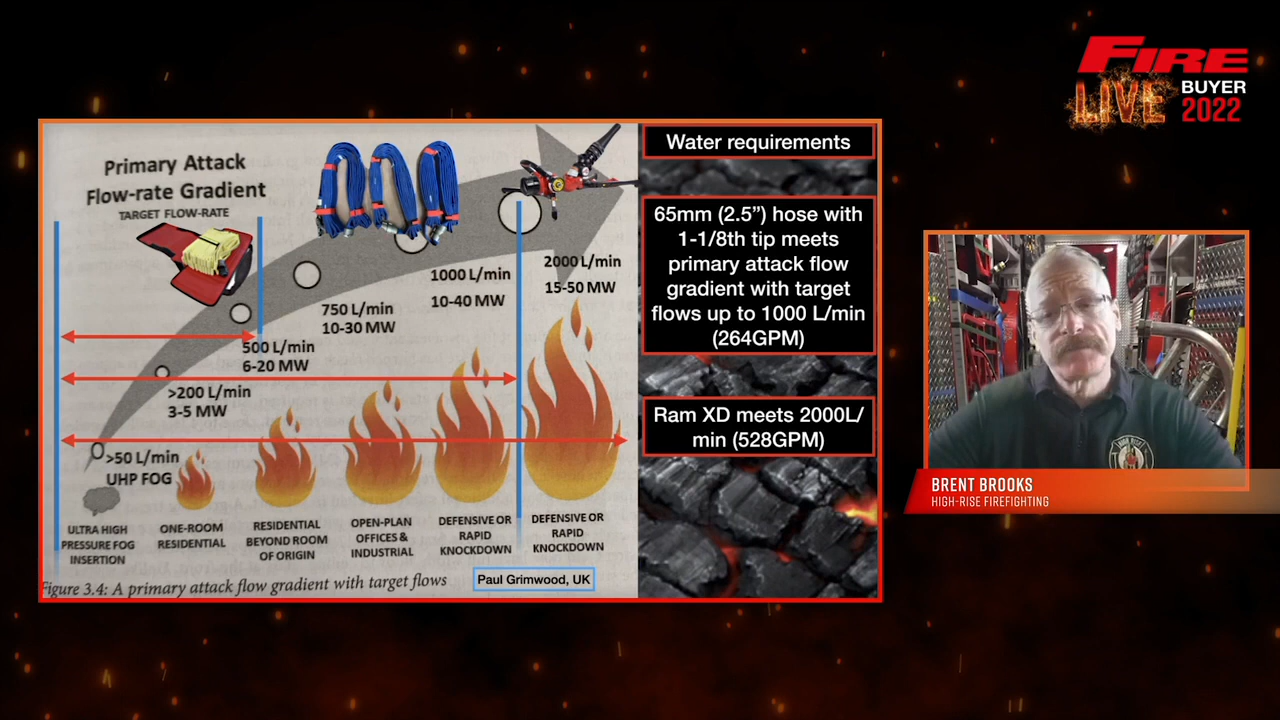 FIRE
LIVE
BUYER
2022
Primary Attack
Flow-rate Gradient
TARGET FLOW-RATE
2000 L/min
15-50 MW
1000 L/min
10-40 MW
750 L/min
10-30 MW
500 L/min
6-20 MW
>200 L/min
3-5 MW
>50 L/min
UHP FOG
ULTRA HIGH
PRESSURE FOG
INSERTION
ONE-ROOM
RESIDENTIAL
RESIDENTIAL
BEYOND ROOM
OF ORIGIN
OPEN-PLAN
OFFICES &
INDUSTRIAL
DEFENSIVE OR
RAPID
KNOCKDOWN
DEFENSIVE OR
RAPID
KNOCKDOWN
Figure 3.4: A primary attack flow gradient with target flows
Paul Grimwood, UK
Water requirements
65mm (2.5”) hose with
1-1/8th tip meets
primary attack flow
gradient with target
flows up to 1000 L/min
(264GPM)
Ram XD meets 2000L/
min (528GPM)
BRENT BROOKS
HIGH-RISE FIREFIGHTING